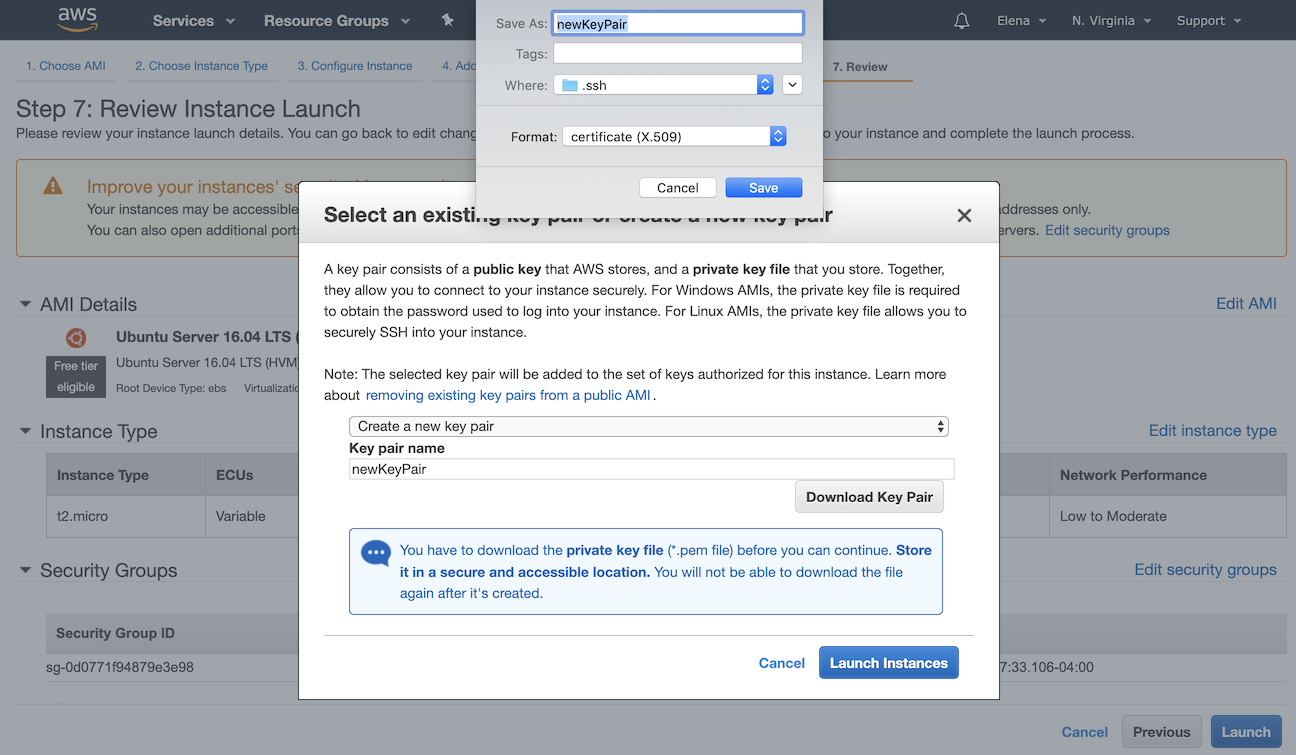 aws
Services
Resource Groups
Elena
N. Virginia
Support
Save As: newKeyPair
Tags:
Where: .ssh
Format: certificate (X.509)
Cancel
Save
1. Choose AMI
2. Choose Instance Type
3. Configure Instance
4. Add
7. Review
Step 7: Review Instance Launch
Please review your instance launch details. You can go back to edit chang
o your instance and complete the launch process.
Improve your instances'
Your instances may be accessible
ddresses only.
You can also open additional port
ervers. Edit security groups
Select an existing key pair or create a new key pair
A key pair consists of a public key that AWS stores, and a private key file that you store. Together,
they allow you to connect to your instance securely. For Windows AMIs, the private key file is required
to obtain the password used to log into your instance. For Linux AMIs, the private key file allows you to
securely SSH into your instance.
Note: The selected key pair will be added to the set of keys authorized for this instance. Learn more
about removing existing key pairs from a public AMI .
Create a new key pair
Key pair name
newKeyPair
Download Key Pair
You have to download the private key file (*.pem file) before you can continue. Store
it in a secure and accessible location. You will not be able to download the file
again after it's created.
Cancel
Launch Instances
AMI Details
Edit AMI
Ubuntu Server 16.04 LTS (
Free tier
eligible
Ubuntu Server 16.04 LTS (HVM)
Root Device Type: ebs Virtualizatio
Instance Type
Edit instance type
Instance Type
ECUs
Network Performance
t2.micro
Variable
Low to Moderate
Security Groups
Edit security groups
Security Group ID
sg-0d0771f94879e3e98
7:33.106-04:00
Cancel
Previous
Launch